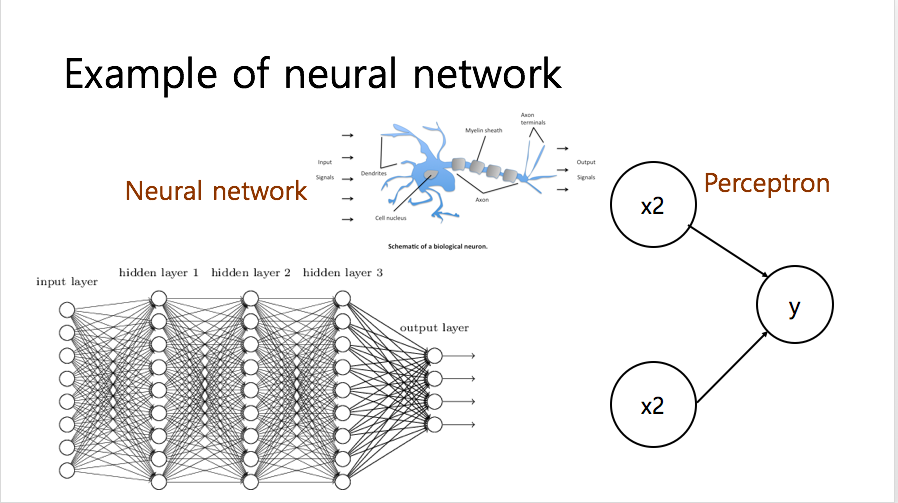 Example of neural network
Axon
terminals
Myelin sheath
Input
Signals
Dendrites
Output
Signals
Axon
Cell nucleus
Schematic of a biological neuron.
Neural network
Perceptron
x2
y
x2
input layer
hidden layer 1
hidden layer 2
hidden layer 3
output layer